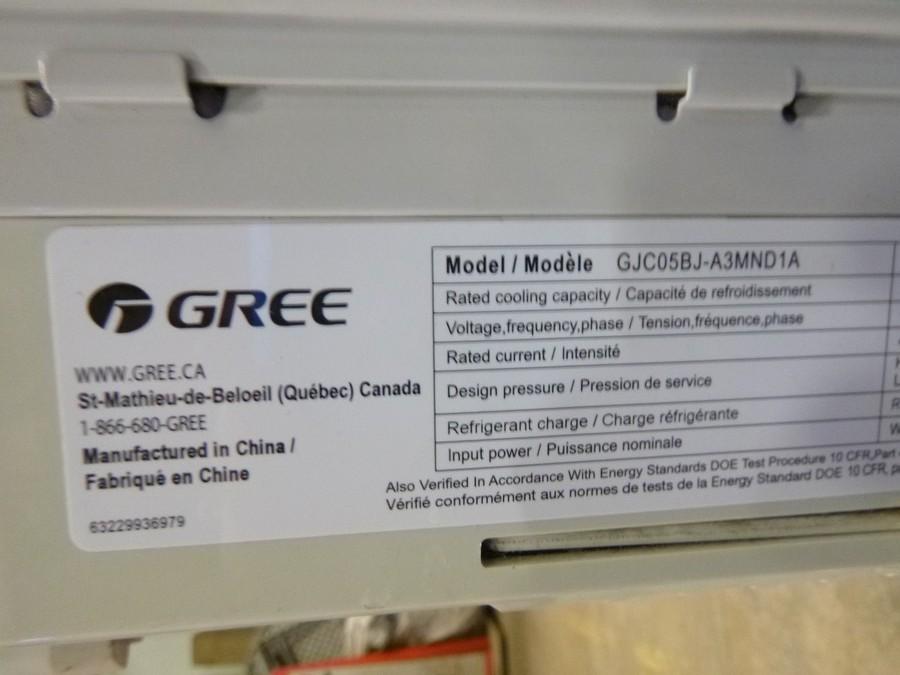 GREE
WWW.GREE.CA
St-Mathieu-de-Beloeil (Québec) Canada
1-866-680-GREE
Manufactured in China /
Fabriqué en Chine
63229936979
Model / Modèle GJC05BJ-A3MND1A
Rated cooling capacity / Capacité de refroidissement
Voltage,frequency,phase / Tension,fréquence,phase
Rated current / Intensité
Design pressure / Pression de service
Refrigerant charge / Charge réfrigérante
Input power / Puissance nominale
Also Verified In Accordance With Energy Standards DOE Test Procedure 10 CFR,Part
Vérifié conformément aux normes de tests de la Energy Standard DOE 10 CFR,